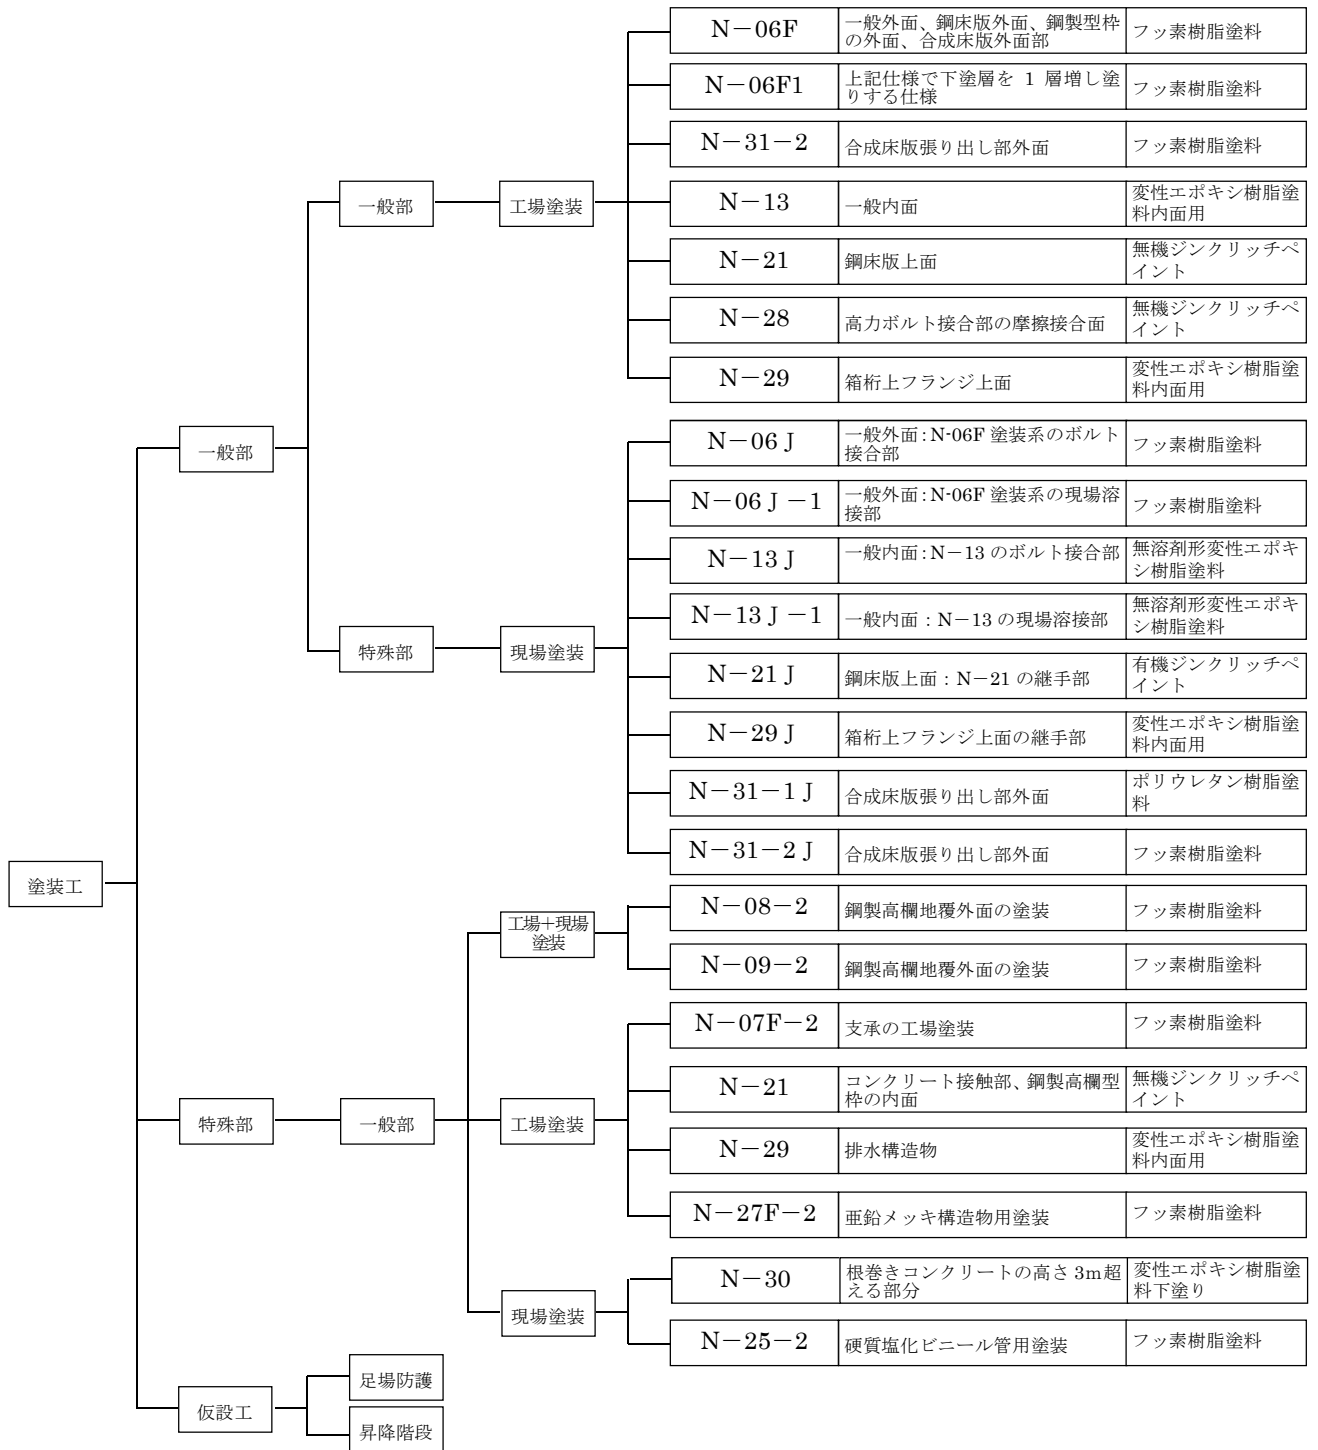 N－06F
一般外面、鋼床版外面、鋼製型枠
の外面、合成床版外面部
フッ素樹脂塗料
N－06F1
上記仕様で下塗層を 1 層増し塗
りする仕様
フッ素樹脂塗料
N－31－2
合成床版張り出し部外面
フッ素樹脂塗料
一般部
工場塗装
N－13
一般内面
変性エポキシ樹脂塗
料内面用
N－21
鋼床版上面
無機ジンクリッチペ
イント
N－28
高力ボルト接合部の摩擦接合面
無機ジンクリッチペ
イント
N－29
箱桁上フランジ上面
変性エポキシ樹脂塗
料内面用
一般部
N－06Ｊ
一般外面：N-06F 塗装系のボルト
接合部
フッ素樹脂塗料
N－06Ｊ－1
一般外面：N-06F 塗装系の現場溶
接部
フッ素樹脂塗料
N－13Ｊ
一般内面：N－13 のボルト接合部
無溶剤形変性エポキ
シ樹脂塗料
N－13Ｊ－1
一般内面：N－13 の現場溶接部
無溶剤形変性エポキ
シ樹脂塗料
特殊部
現場塗装
N－21Ｊ
鋼床版上面：N－21 の継手部
有機ジンクリッチペ
イント
N－29Ｊ
箱桁上フランジ上面の継手部
変性エポキシ樹脂塗
料内面用
N－31－1Ｊ
合成床版張り出し部外面
ポリウレタン樹脂塗
料
N－31－2Ｊ
合成床版張り出し部外面
フッ素樹脂塗料
塗装工
工場＋現場
塗装
N－08－2
鋼製高欄地覆外面の塗装
フッ素樹脂塗料
N－09－2
鋼製高欄地覆外面の塗装
フッ素樹脂塗料
N－07F－2
支承の工場塗装
フッ素樹脂塗料
N－21
コンクリート接触部、鋼製高欄型
枠の内面
無機ジンクリッチペ
イント
特殊部
一般部
工場塗装
N－29
排水構造物
変性エポキシ樹脂塗
料内面用
N－27F－2
亜鉛メッキ構造物用塗装
フッ素樹脂塗料
N－30
根巻きコンクリートの高さ 3ｍ超
える部分
変性エポキシ樹脂塗
料下塗り
現場塗装
N－25－2
硬質塩化ビニール管用塗装
フッ素樹脂塗料
足場防護
仮設工
昇降階段